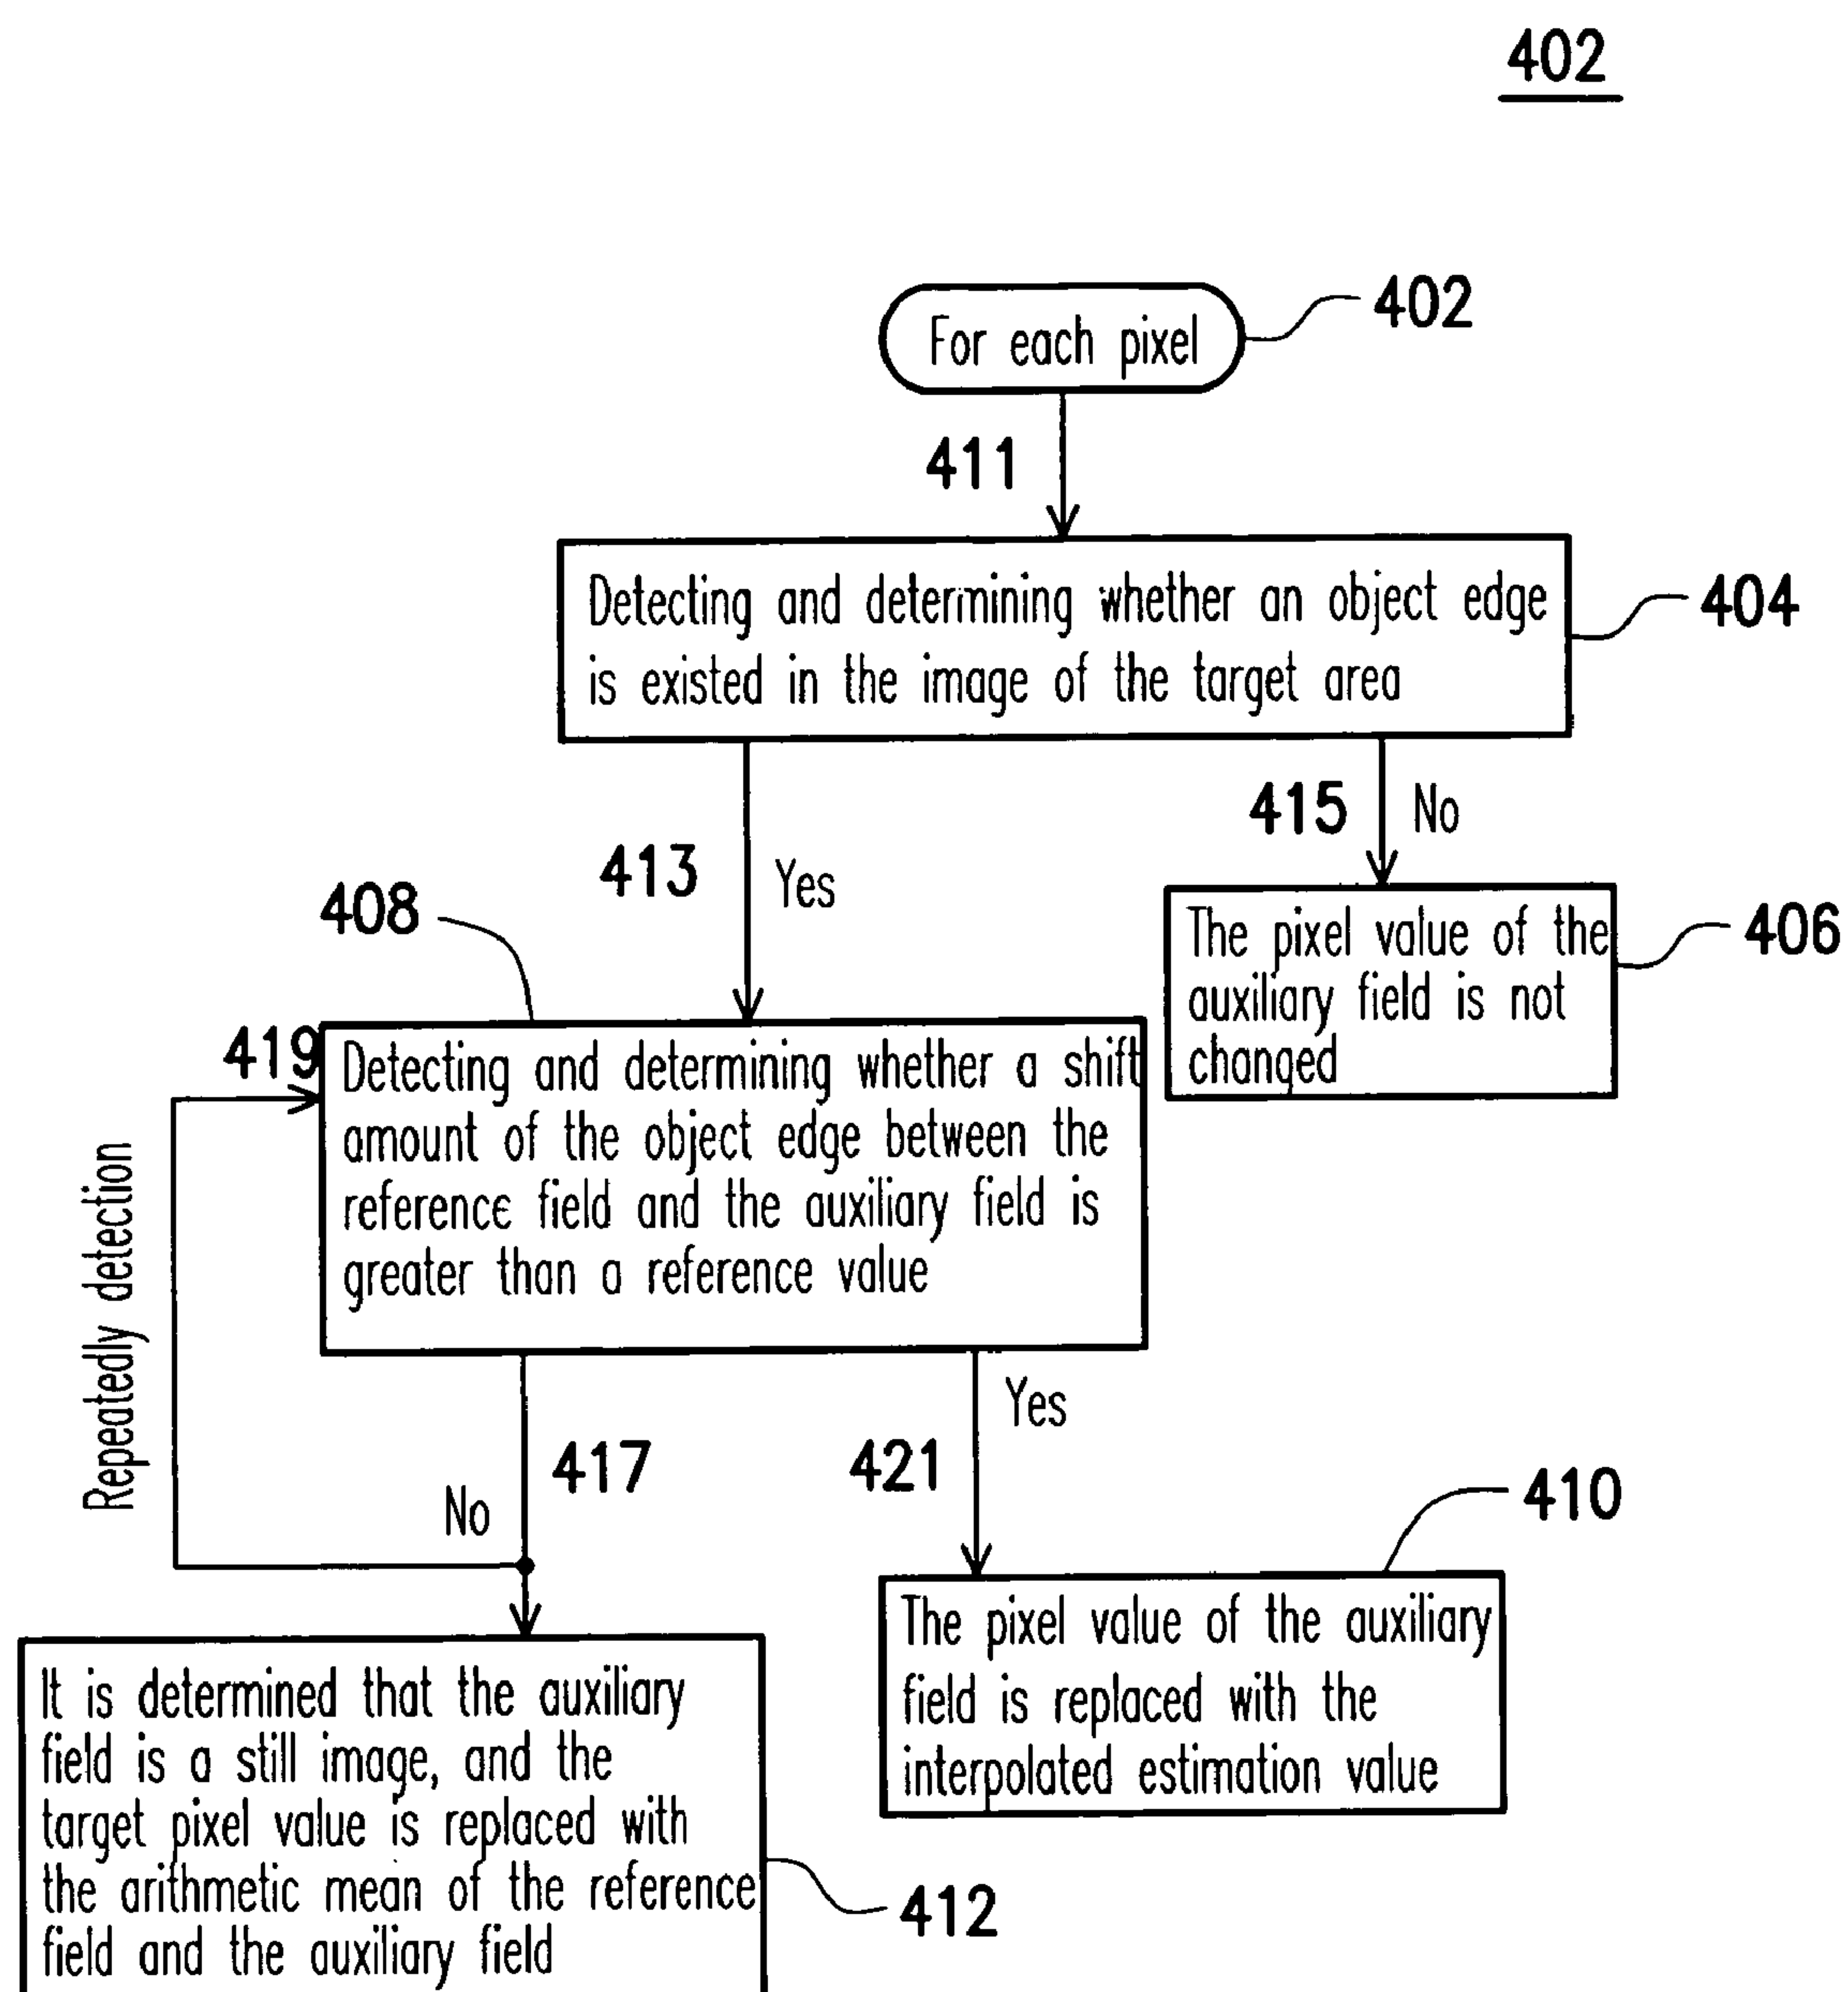 402
For each pixel
402
411
Detecting and determining whether an object edge
is existed in the image of the target area
404
413
Yes
415
No
The pixel value of the
auxiliary field is not
changed
406
408
419
Detecting and determining whether a shift
amount of the object edge between the
reference field and the auxiliary field is
greater than a reference value
Repeatedly detection
No
417
421
Yes
410
The pixel value of the auxiliary
field is replaced with the
interpolated estimation value
It is determined that the auxiliary
field is a still image, and the
target pixel value is replaced with
the arithmetic mean of the reference
field and the auxiliary field
412